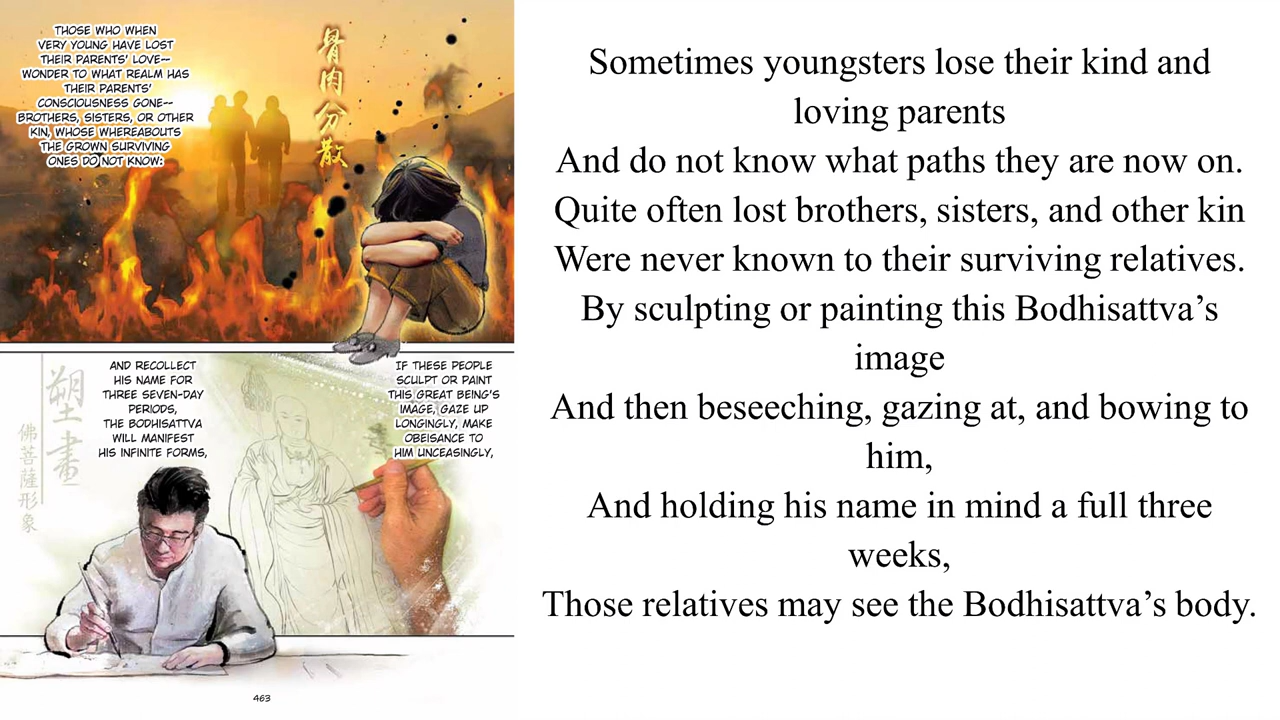 THOSE WHO WHEN
VERY YOUNG HAVE LOST
THEIR PARENTS' LOVE--
WONDER TO WHAT REALM HAS
THEIR PARENTS'
CONSCIOUSNESS GONE--
BROTHERS, SISTERS, OR OTHER
KIN, WHOSE WHEREABOUTS
THE GROWN SURVIVING
ONES DO NOT KNOW:
骨肉分散
IF THESE PEOPLE
SCULPT OR PAINT
THIS GREAT BEING'S
IMAGE, GAZE UP
LONGINGLY, MAKE
OBEISANCE TO
HIM UNCEASINGLY,
AND RECOLLECT
HIS NAME FOR
THREE SEVEN-DAY
PERIODS,
THE BODHISATTVA
WILL MANIFEST
HIS INFINITE FORMS,
塑畫
佛菩薩形象
463
Sometimes youngsters lose their kind and
loving parents
And do not know what paths they are now on.
Quite often lost brothers, sisters, and other kin
Were never known to their surviving relatives.
By sculpting or painting this Bodhisattva’s
image
And then beseeching, gazing at, and bowing to
him,
And holding his name in mind a full three
weeks,
Those relatives may see the Bodhisattva’s body.